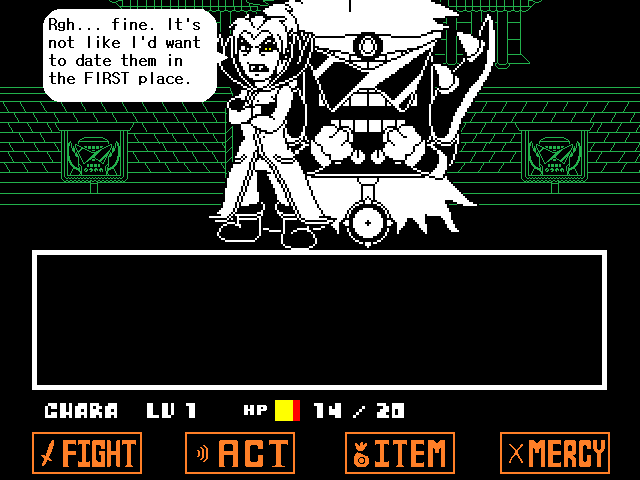 Rgh... fine. It's
not like I'd want
to date them in
the FIRST place.
CHARA LV 1 HP 14 / 20
FIGHT ACT ITEM MERCY